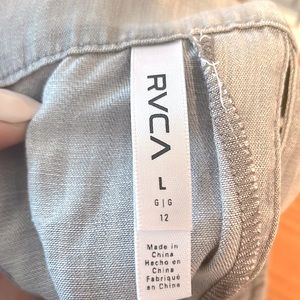 RVCA
L
G|G
12
Made in
China
Hecho en
China
Fabriqué
en Chine